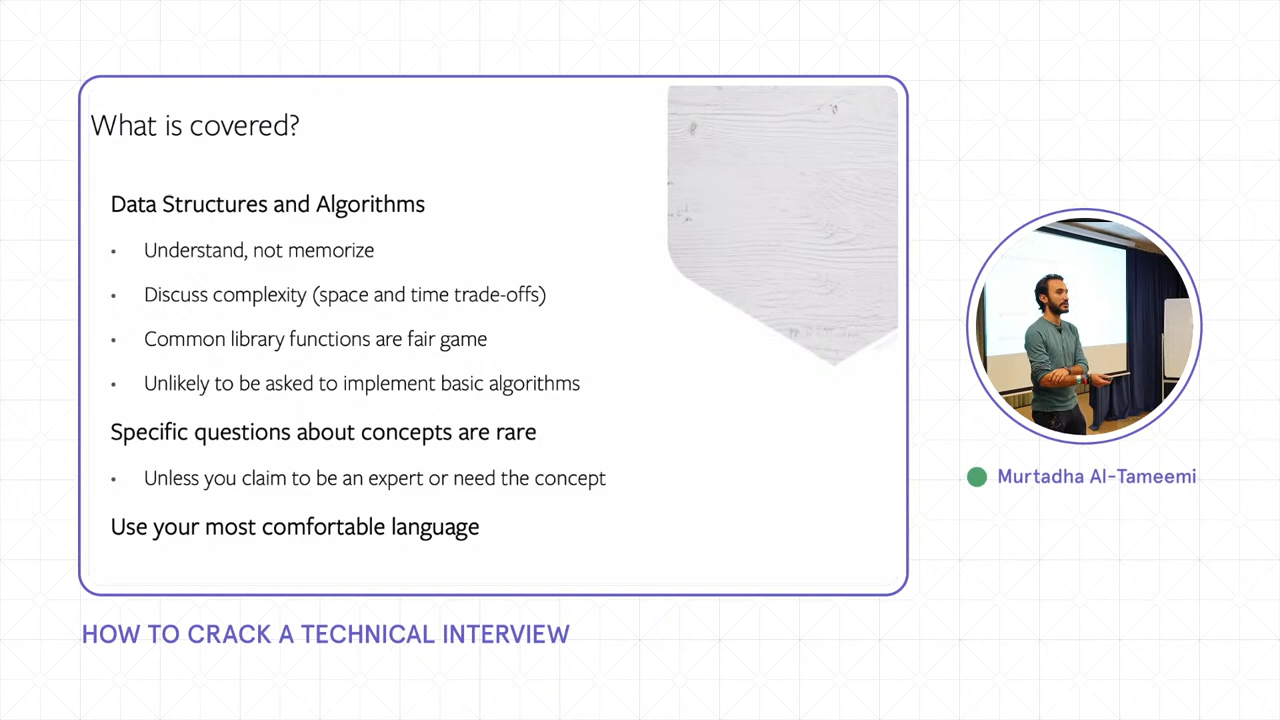 What is covered?
Data Structures and Algorithms
• Understand, not memorize
• Discuss complexity (space and time trade-offs)
• Common library functions are fair game
• Unlikely to be asked to implement basic algorithms
Specific questions about concepts are rare
• Unless you claim to be an expert or need the concept
Use your most comfortable language
Murtadha Al-Tameemi
HOW TO CRACK A TECHNICAL INTERVIEW